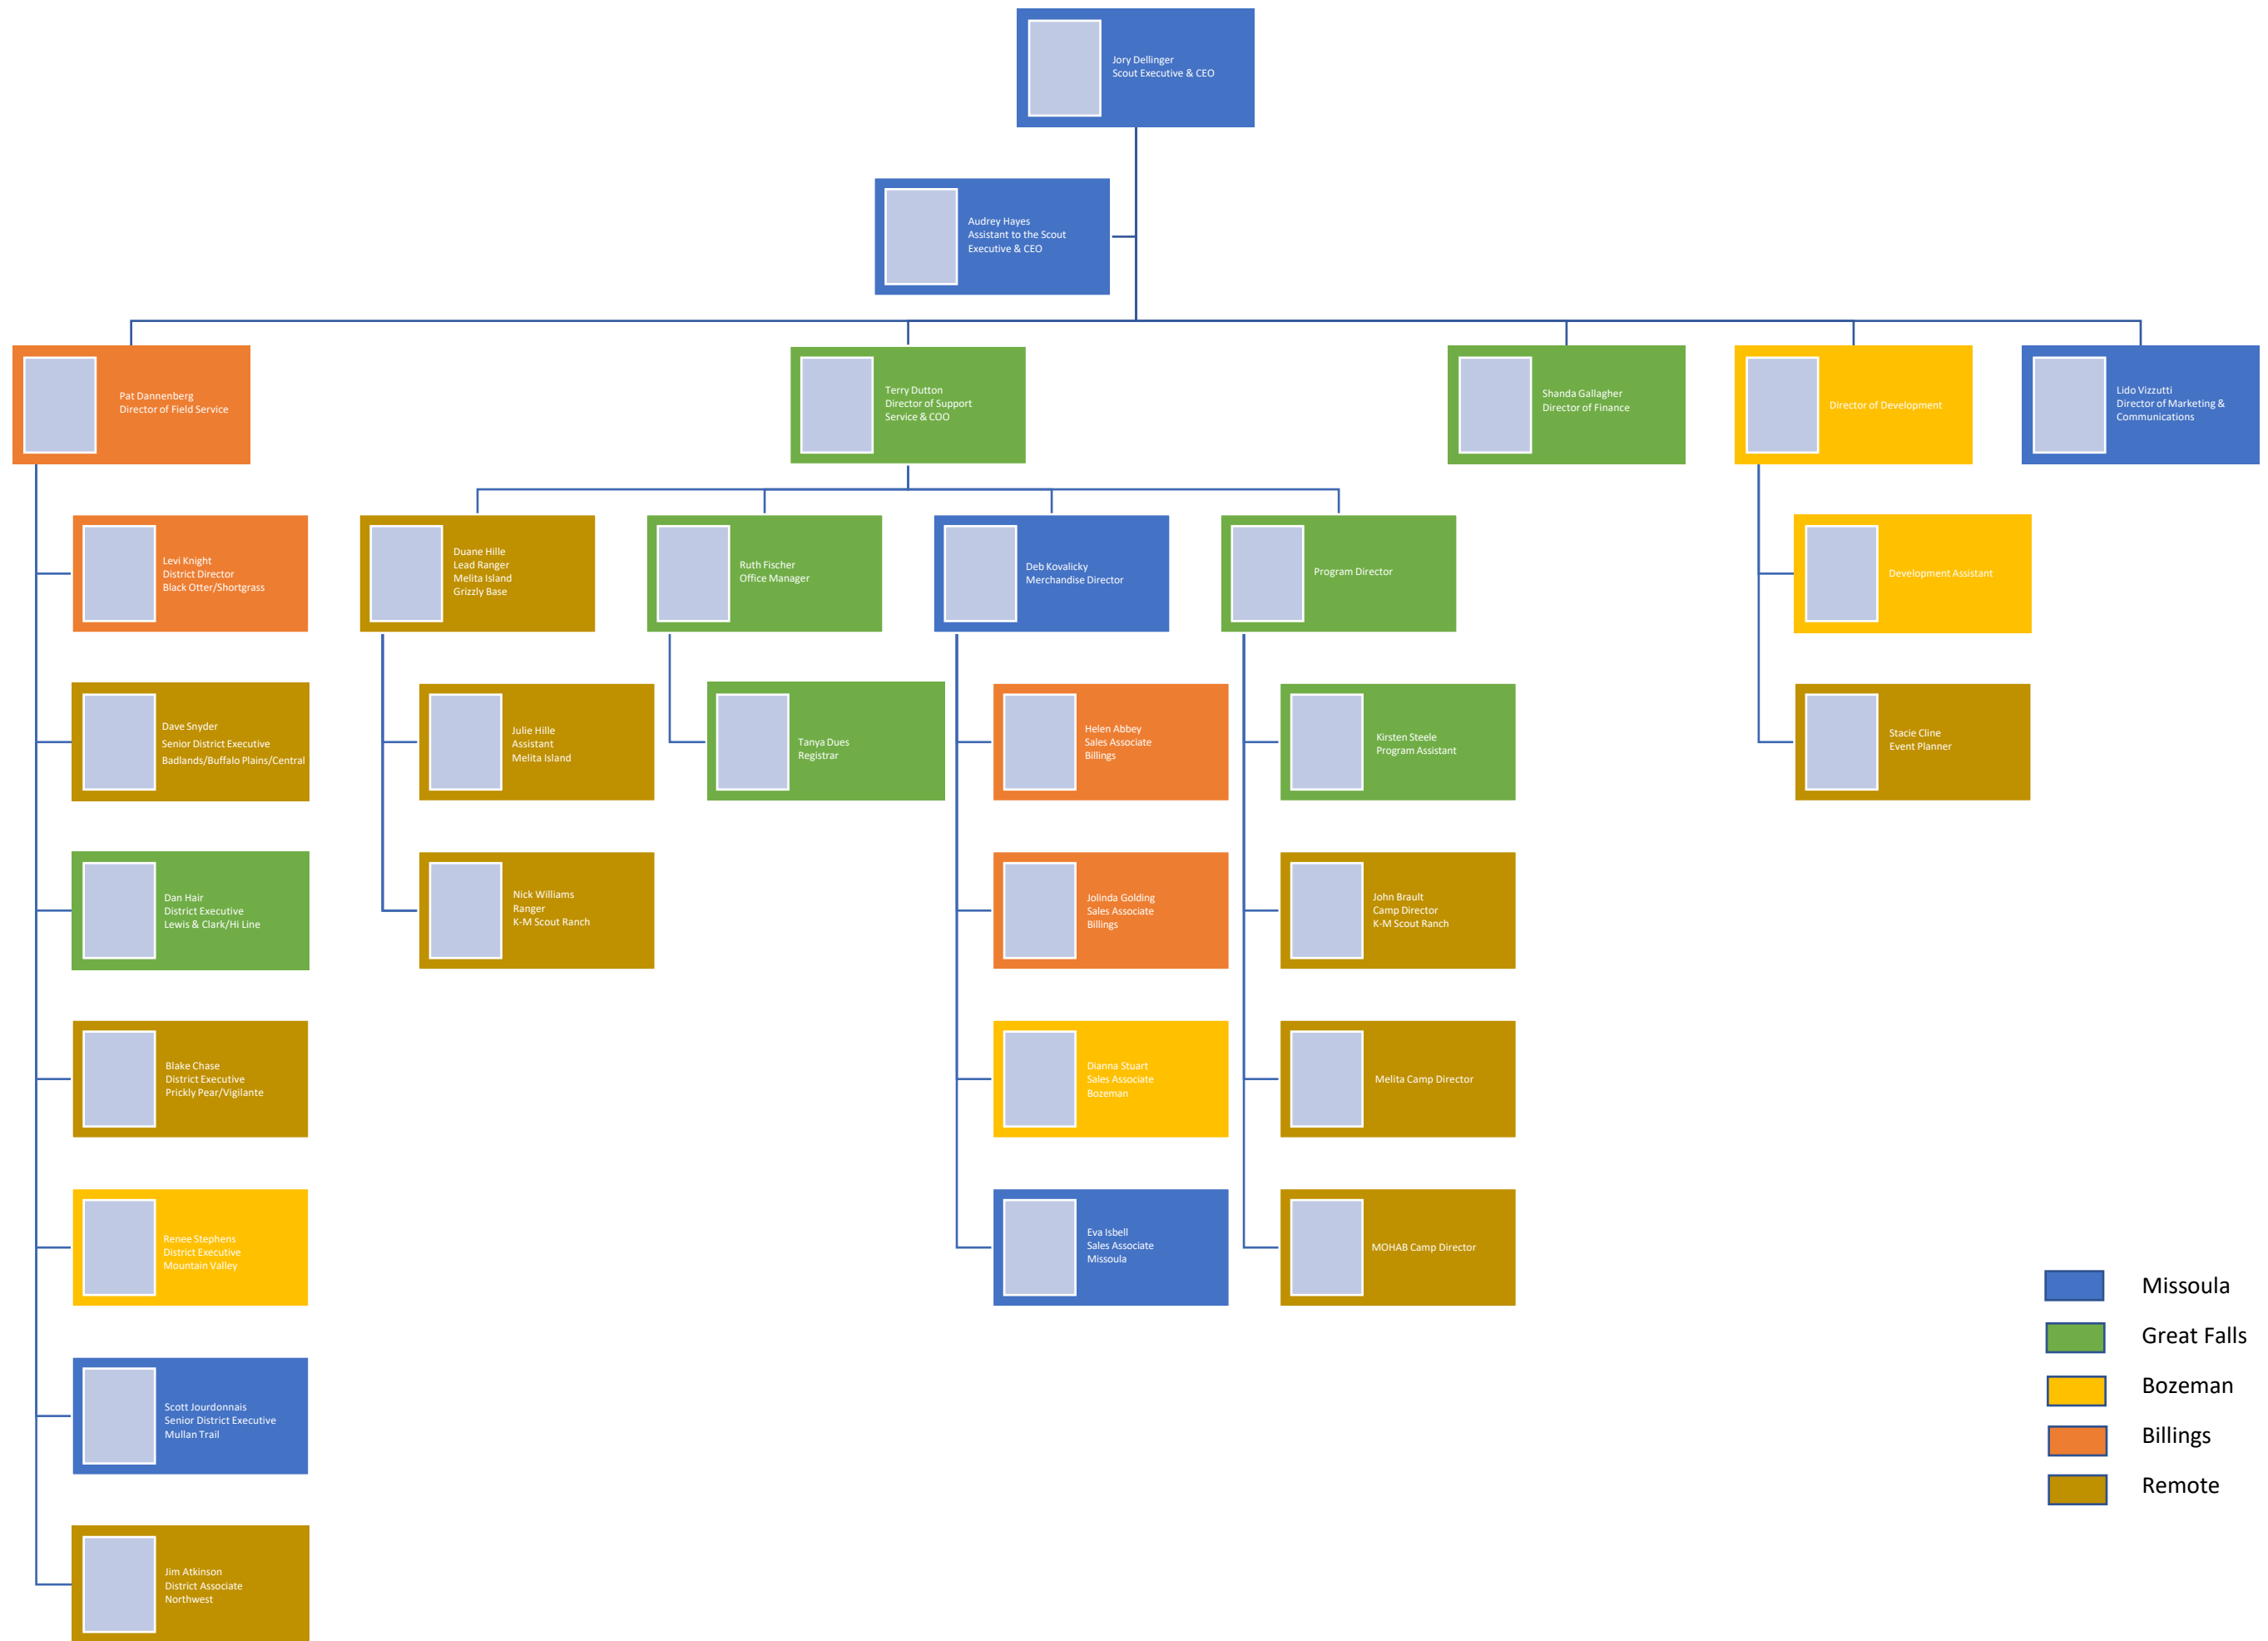 Jory Dellinger
Scout Executive & CEO
Audrey Hayes
Assistant to the Scout
Executive & CEO
Pat Dannenberg
Director of Field Service
Terry Dutton
Director of Support
Service & COO
Shanda Gallagher
Director of Finance
Director of Development
Lido Vizzutti
Director of Marketing &
Communications
Levi Knight
District Director
Black Otter/Shortgrass
Duane Hille
Lead Ranger
Melita Island
Grizzly Base
Ruth Fischer
Office Manager
Deb Kovalicky
Merchandise Director
Program Director
Development Assistant
Dave Snyder
Senior District Executive
Badlands/Buffalo Plains/Central
Julie Hille
Assistant
Melita Island
Tanya Dues
Registrar
Helen Abbey
Sales Associate
Billings
Kirsten Steele
Program Assistant
Stacie Cline
Event Planner
Dan Hair
District Executive
Lewis & Clark/Hi Line
Nick Williams
Ranger
K-M Scout Ranch
Jolinda Golding
Sales Associate
Billings
John Brault
Camp Director
K-M Scout Ranch
Blake Chase
District Executive
Prickly Pear/Vigilante
Dianna Stuart
Sales Associate
Bozeman
Melita Camp Director
Renee Stephens
District Executive
Mountain Valley
Eva Isbell
Sales Associate
Missoula
MOHAB Camp Director
Scott Jourdonnais
Senior District Executive
Mullan Trail
Jim Atkinson
District Associate
Northwest
Missoula
Great Falls
Bozeman
Billings
Remote